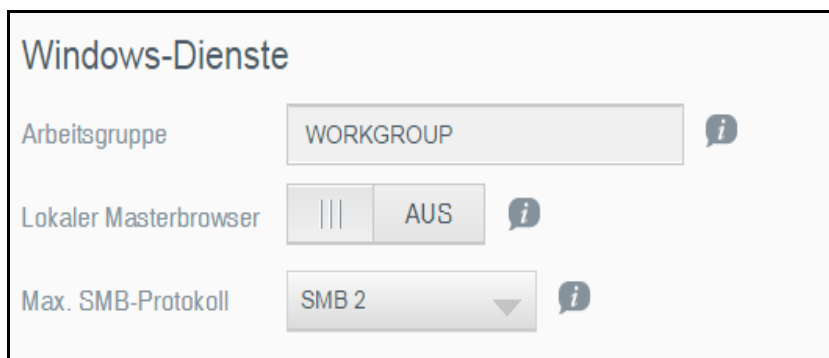 Windows-Dienste
Arbeitsgruppe WORKGROUP
Lokaler Masterbrowser AUS
Max. SMB-Protokoll SMB 2